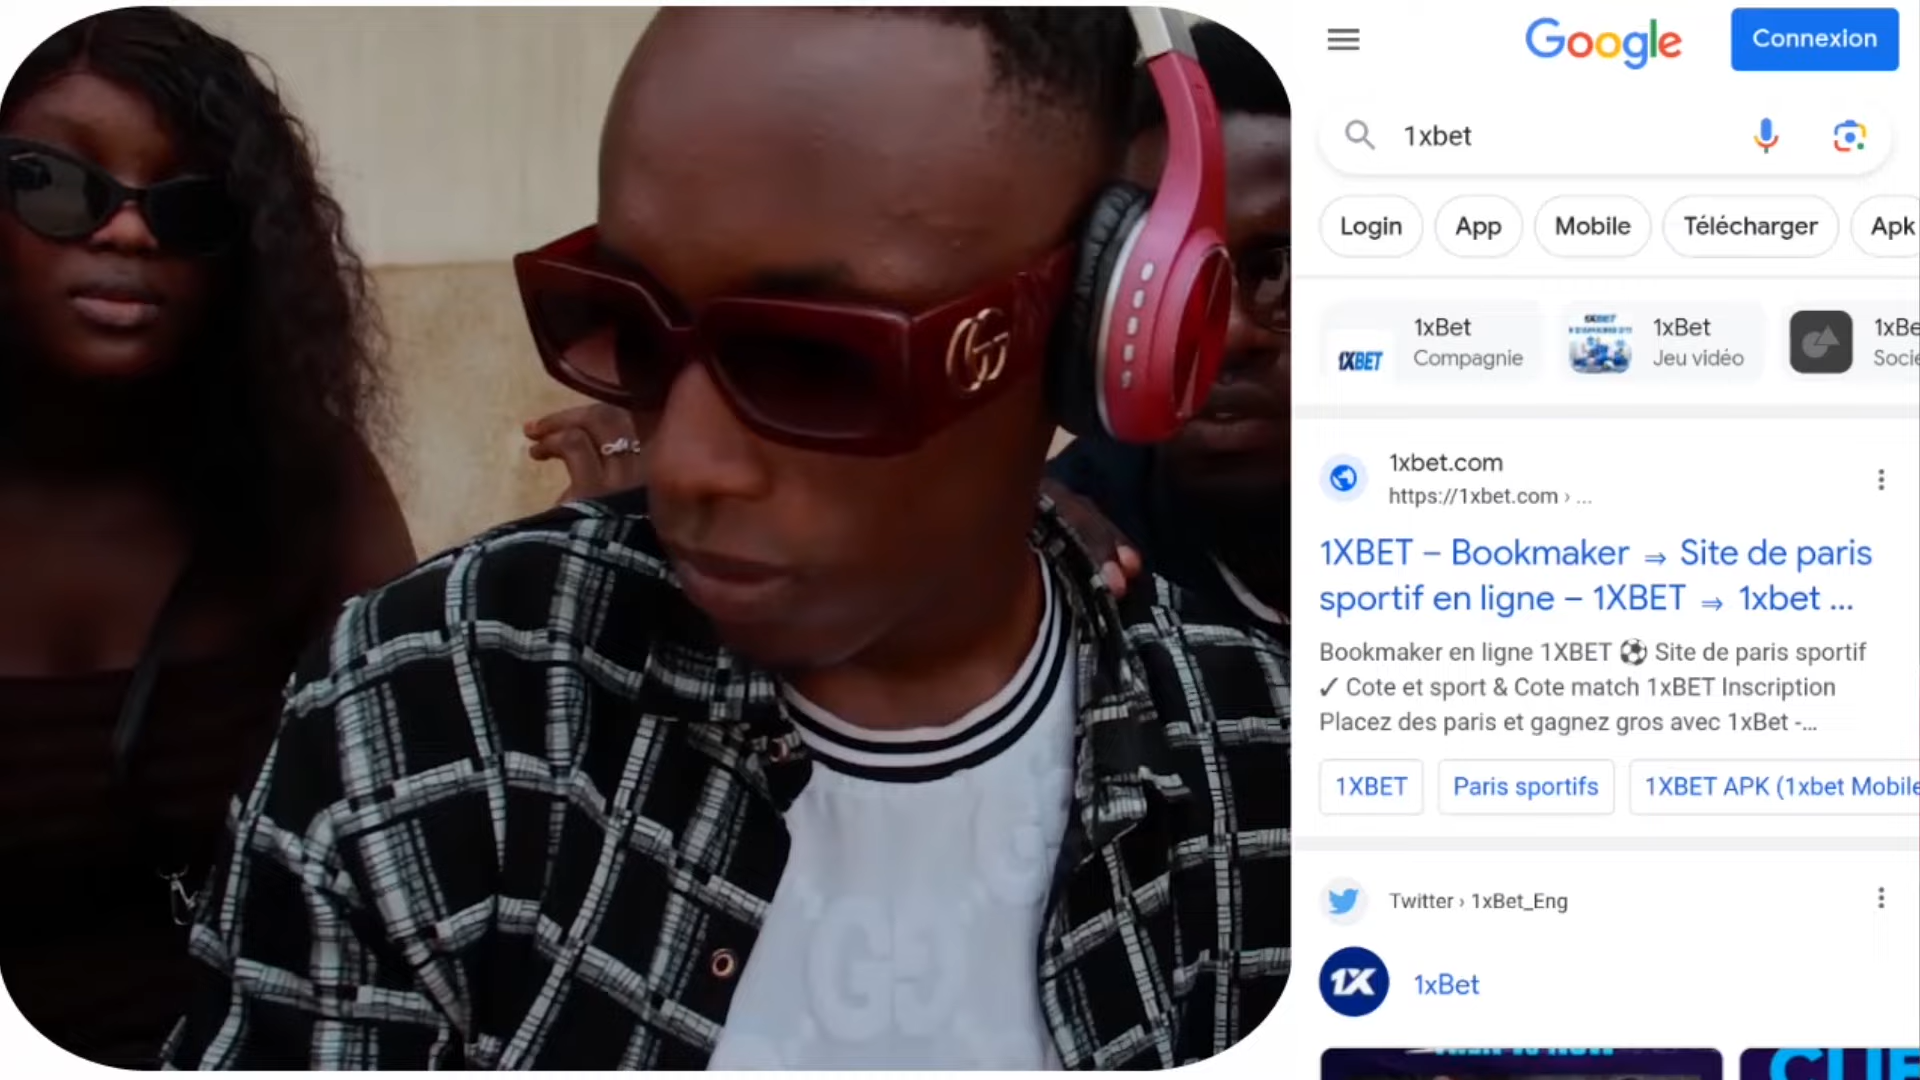 Google
Connexion
1xbet
Login
App
Mobile
Télécharger
Apk
1XBET
1xBet
Compagnie
1XBET
1xBet
Jeu vidéo
1xBe
Socié
1xbet.com
https://1xbet.com › ...
1XBET – Bookmaker ⇒ Site de paris
sportif en ligne – 1XBET ⇒ 1xbet ...
Bookmaker en ligne 1XBET ⚽ Site de paris sportif
✓ Cote et sport & Cote match 1xBET Inscription
Placez des paris et gagnez gros avec 1xBet -...
1XBET
Paris sportifs
1XBET APK (1xbet Mobile
Twitter › 1xBet_Eng
1X
1xBet